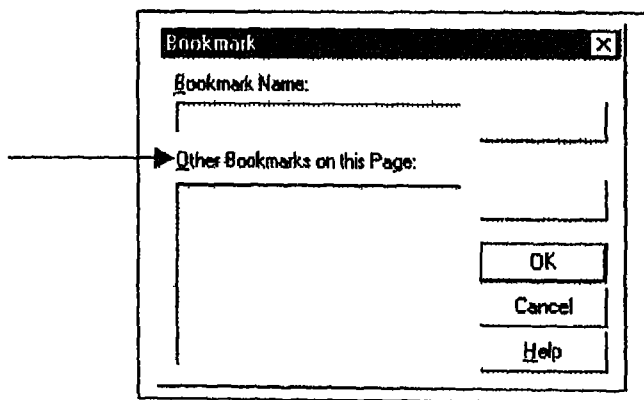 Bookmark
Bookmark Name:
Other Bookmarks on this Page:
OK
Cancel
Help